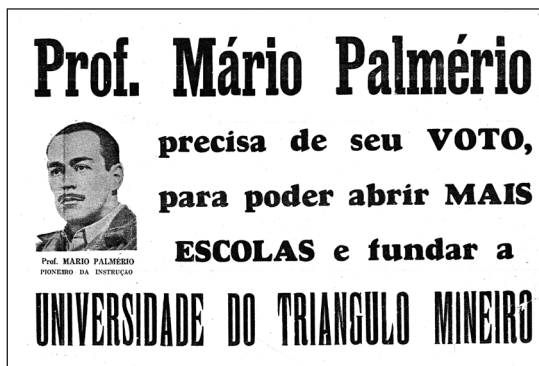 Prof. Mário Palmério
precisa de seu VOTO,
para poder abrir MAIS
ESCOLAS e fundar a
Prof. MARIO PALMÉRIO
PIONEIRO DA INSTRUÇÃO
UNIVERSIDADE DO TRIANGULO MINEIRO